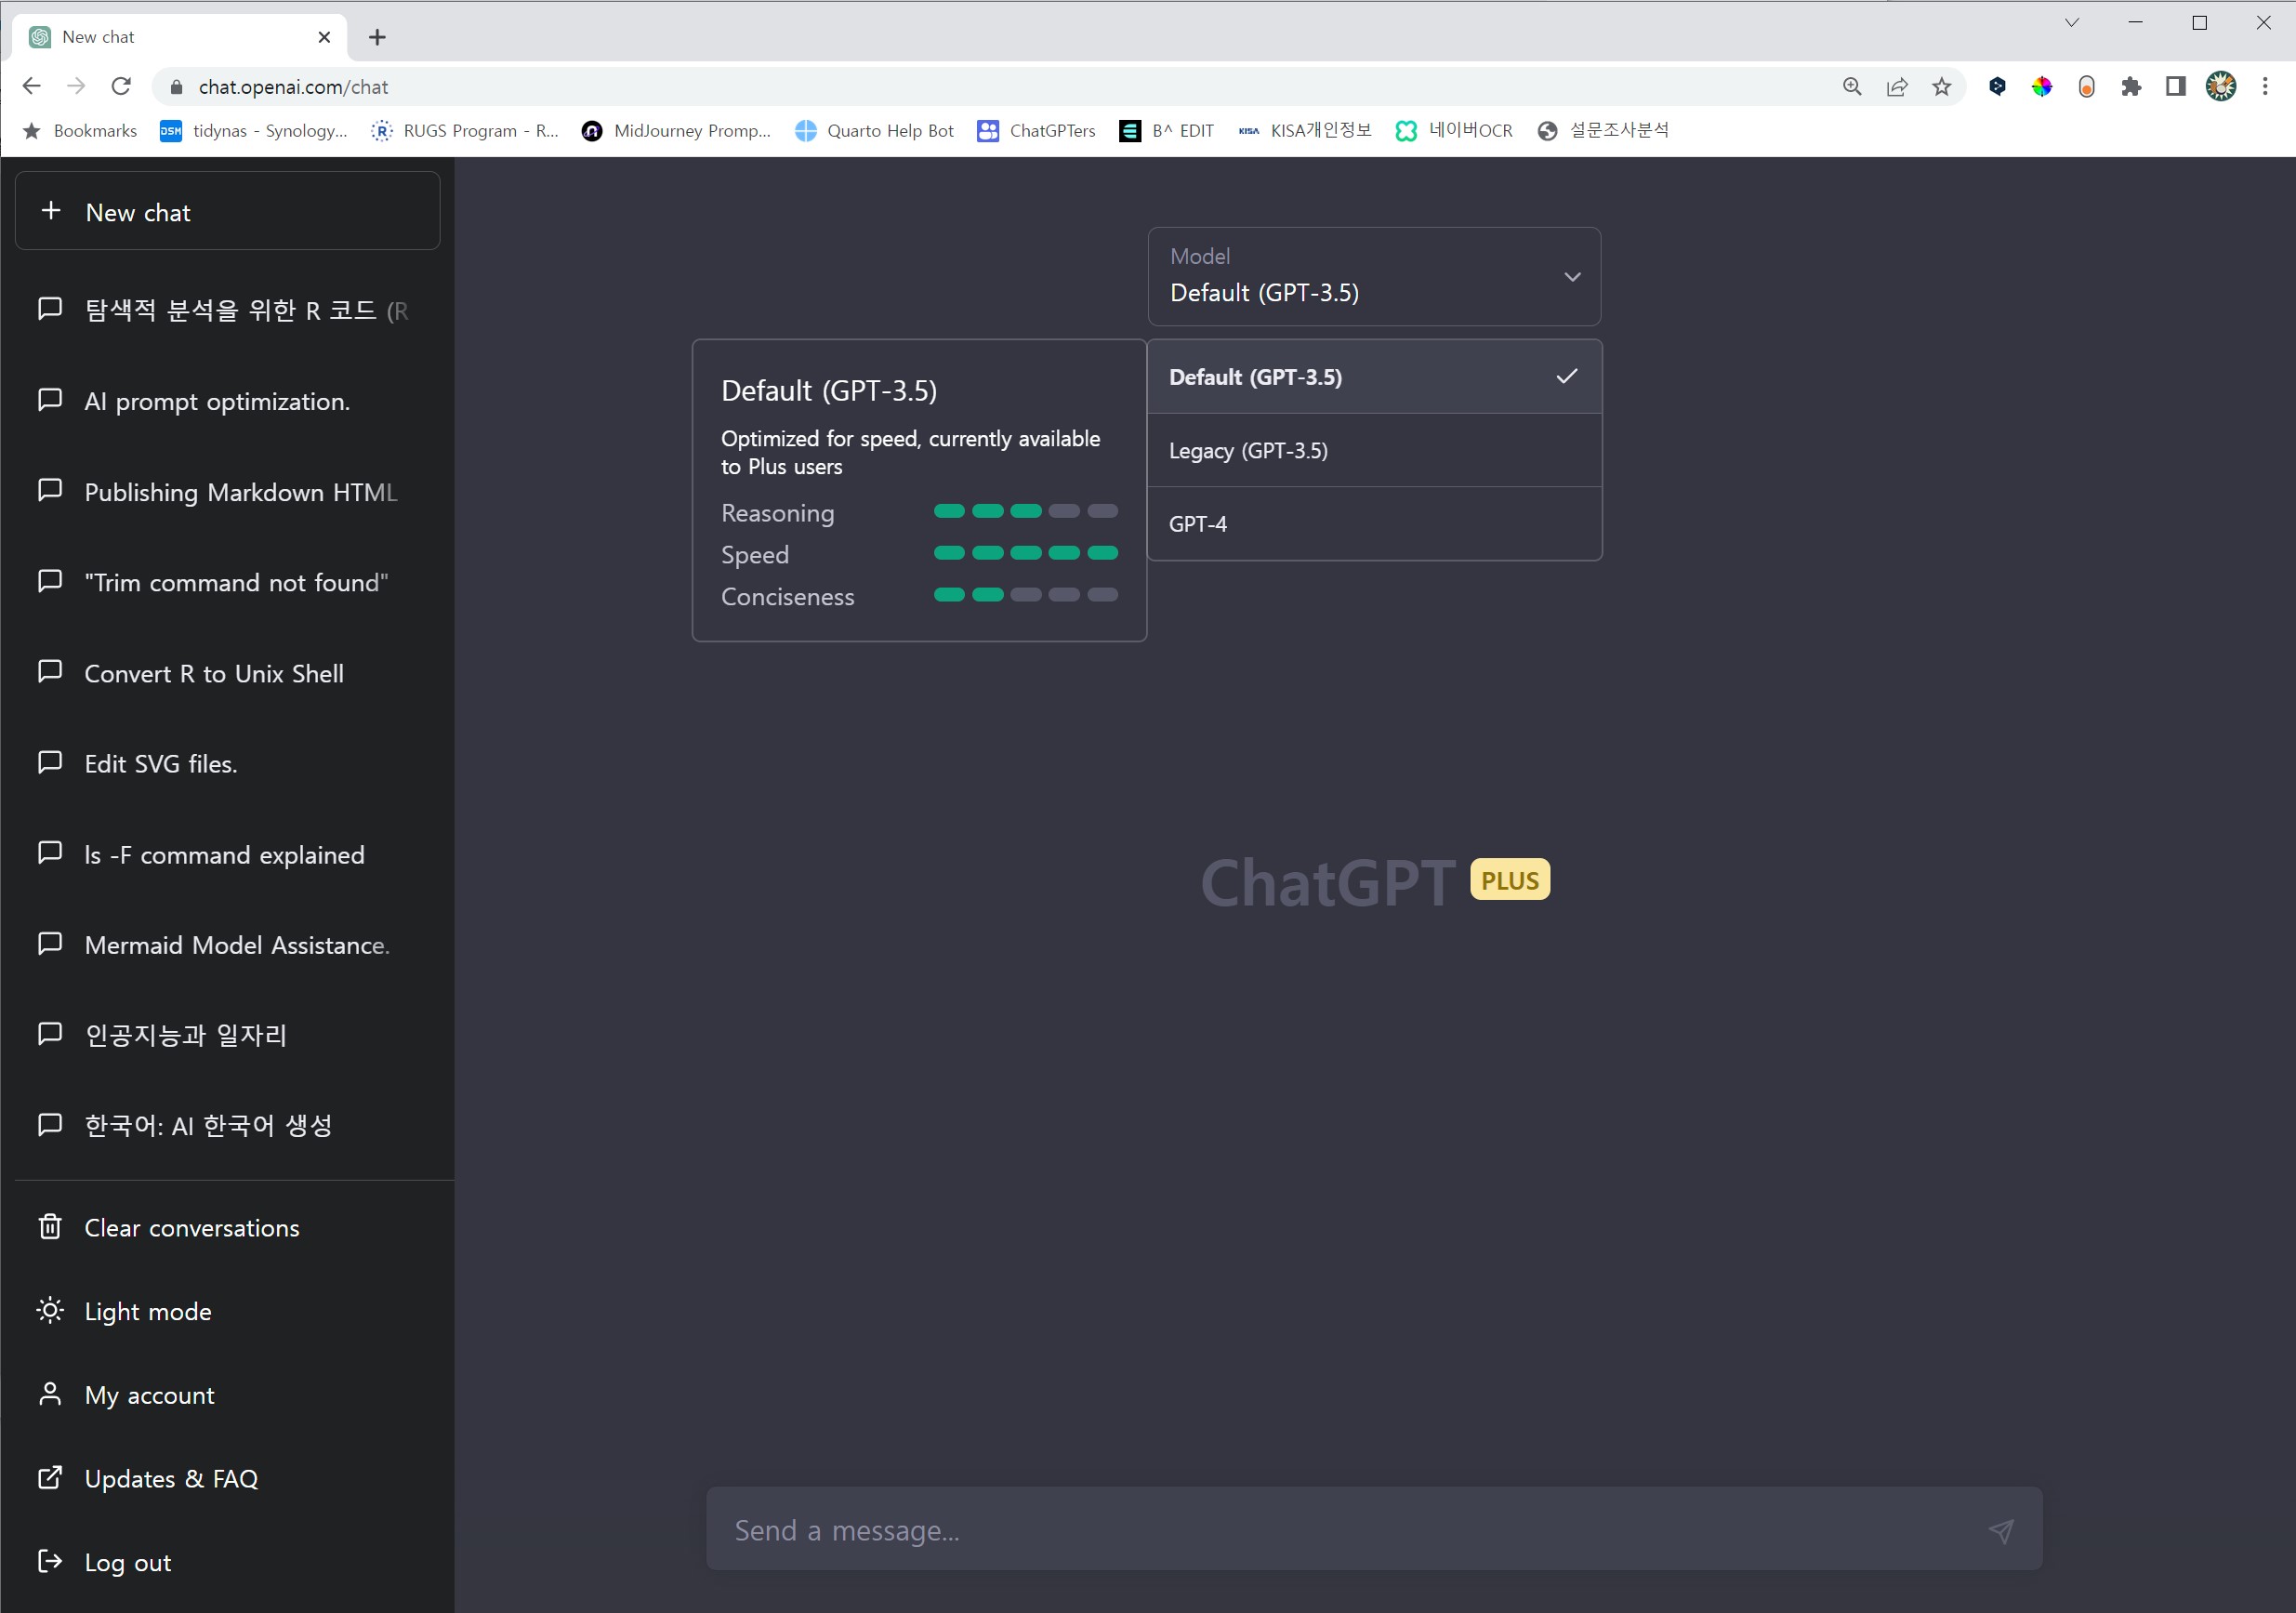 New chat
chat.openai.com/chat
Bookmarks
DSM
tidynas - Synology...
R
RUGS Program - R...
MidJourney Promp...
Quarto Help Bot
ChatGPTers
B^ EDIT
KISA
KISA개인정보
네이버OCR
설문조사분석
New chat
탐색적 분석을 위한 R 코드 (R
AI prompt optimization.
Publishing Markdown HTML
"Trim command not found"
Convert R to Unix Shell
Edit SVG files.
ls -F command explained
Mermaid Model Assistance.
인공지능과 일자리
한국어: AI 한국어 생성
Clear conversations
Light mode
My account
Updates & FAQ
Log out
Model
Default (GPT-3.5)
Default (GPT-3.5)
Legacy (GPT-3.5)
GPT-4
Default (GPT-3.5)
Optimized for speed, currently available
to Plus users
Reasoning
Speed
Conciseness
ChatGPT PLUS
Send a message...